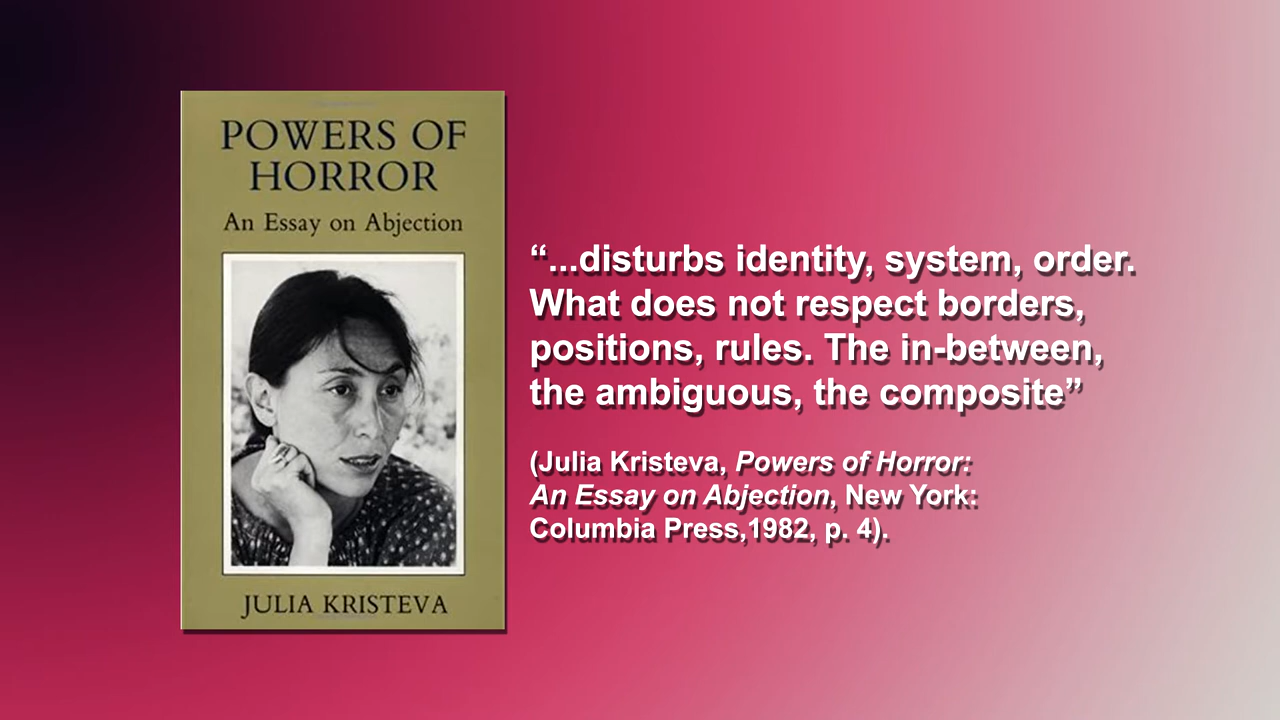 POWERS OF
HORROR
An Essay on Abjection
JULIA KRISTEVA
“...disturbs identity, system, order.
What does not respect borders,
positions, rules. The in-between,
the ambiguous, the composite”
(Julia Kristeva, Powers of Horror:
An Essay on Abjection, New York:
Columbia Press,1982, p. 4).